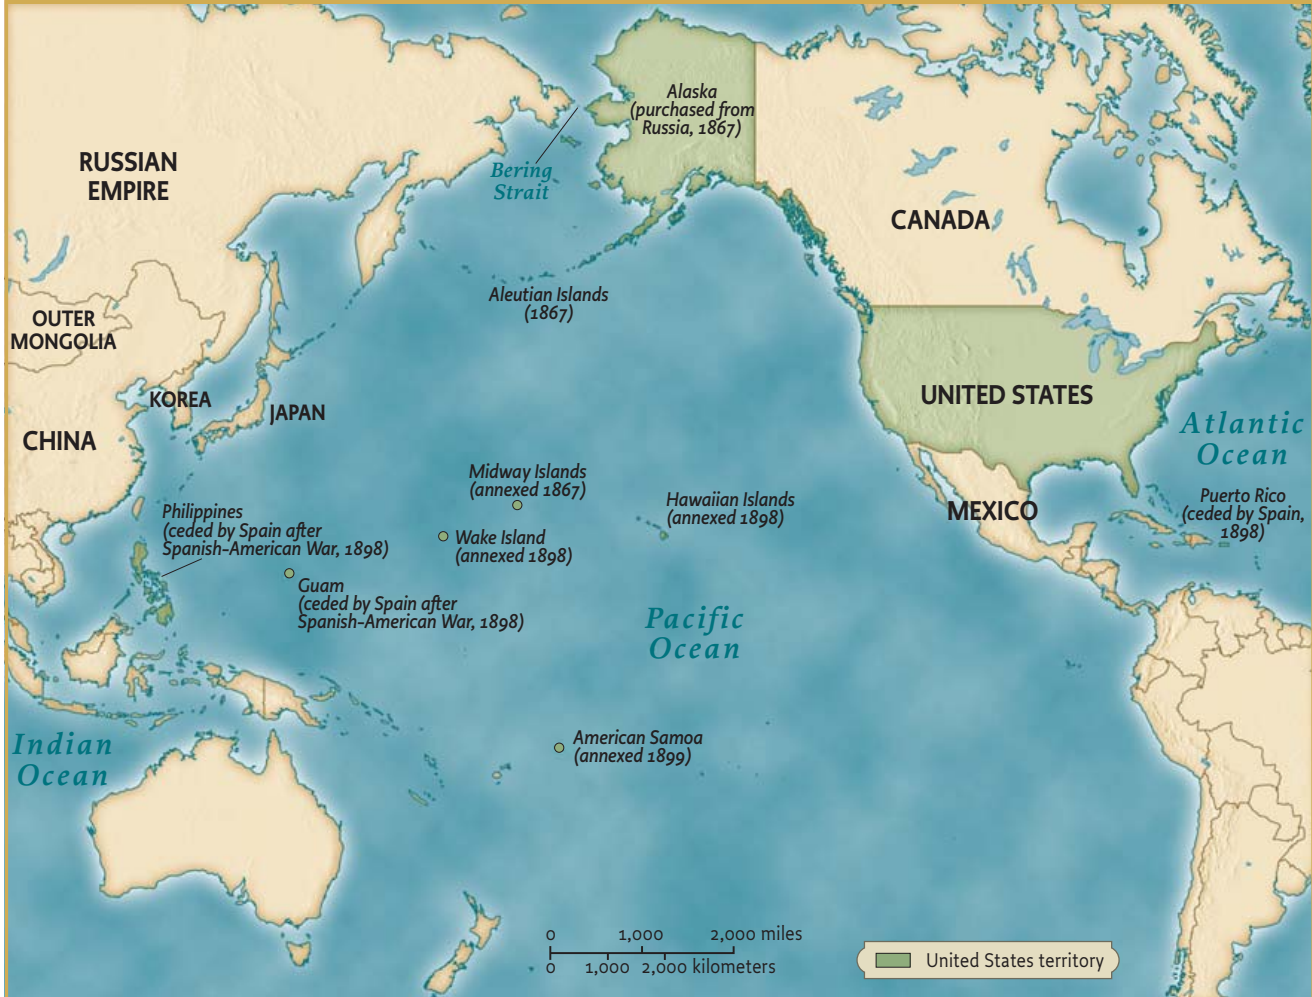 Alaska
(purchased from
Russia, 1867)
RUSSIAN
EMPIRE
Bering
Strait
CANADA
Aleutian Islands
(1867)
OUTER
MONGOLIA
KOREA
JAPAN
CHINA
UNITED STATES
Atlantic
Ocean
Midway Islands
(annexed 1867)
Hawaiian Islands
(annexed 1898)
MEXICO
Puerto Rico
(ceded by Spain,
1898)
Philippines
(ceded by Spain after
Spanish-American War, 1898)
Wake Island
(annexed 1898)
Guam
(ceded by Spain after
Spanish-American War, 1898)
Pacific
Ocean
Indian
Ocean
American Samoa
(annexed 1899)
0 1,000 2,000 miles
0 1,000 2,000 kilometers
United States territory